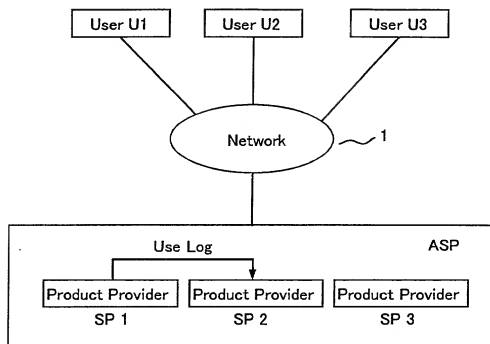 User U1 User U2 User U3
Network
1
Use Log
ASP
Product Provider Product Provider Product Provider
SP 1 SP 2 SP 3